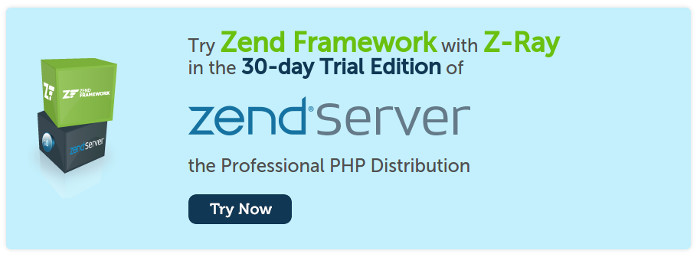 Try Zend Framework with Z-Ray
in the 30-day Trial Edition of
zend® Server
the Professional PHP Distribution
Try Now
ZF ZEND FRAMEWORK
ZF
zend Server